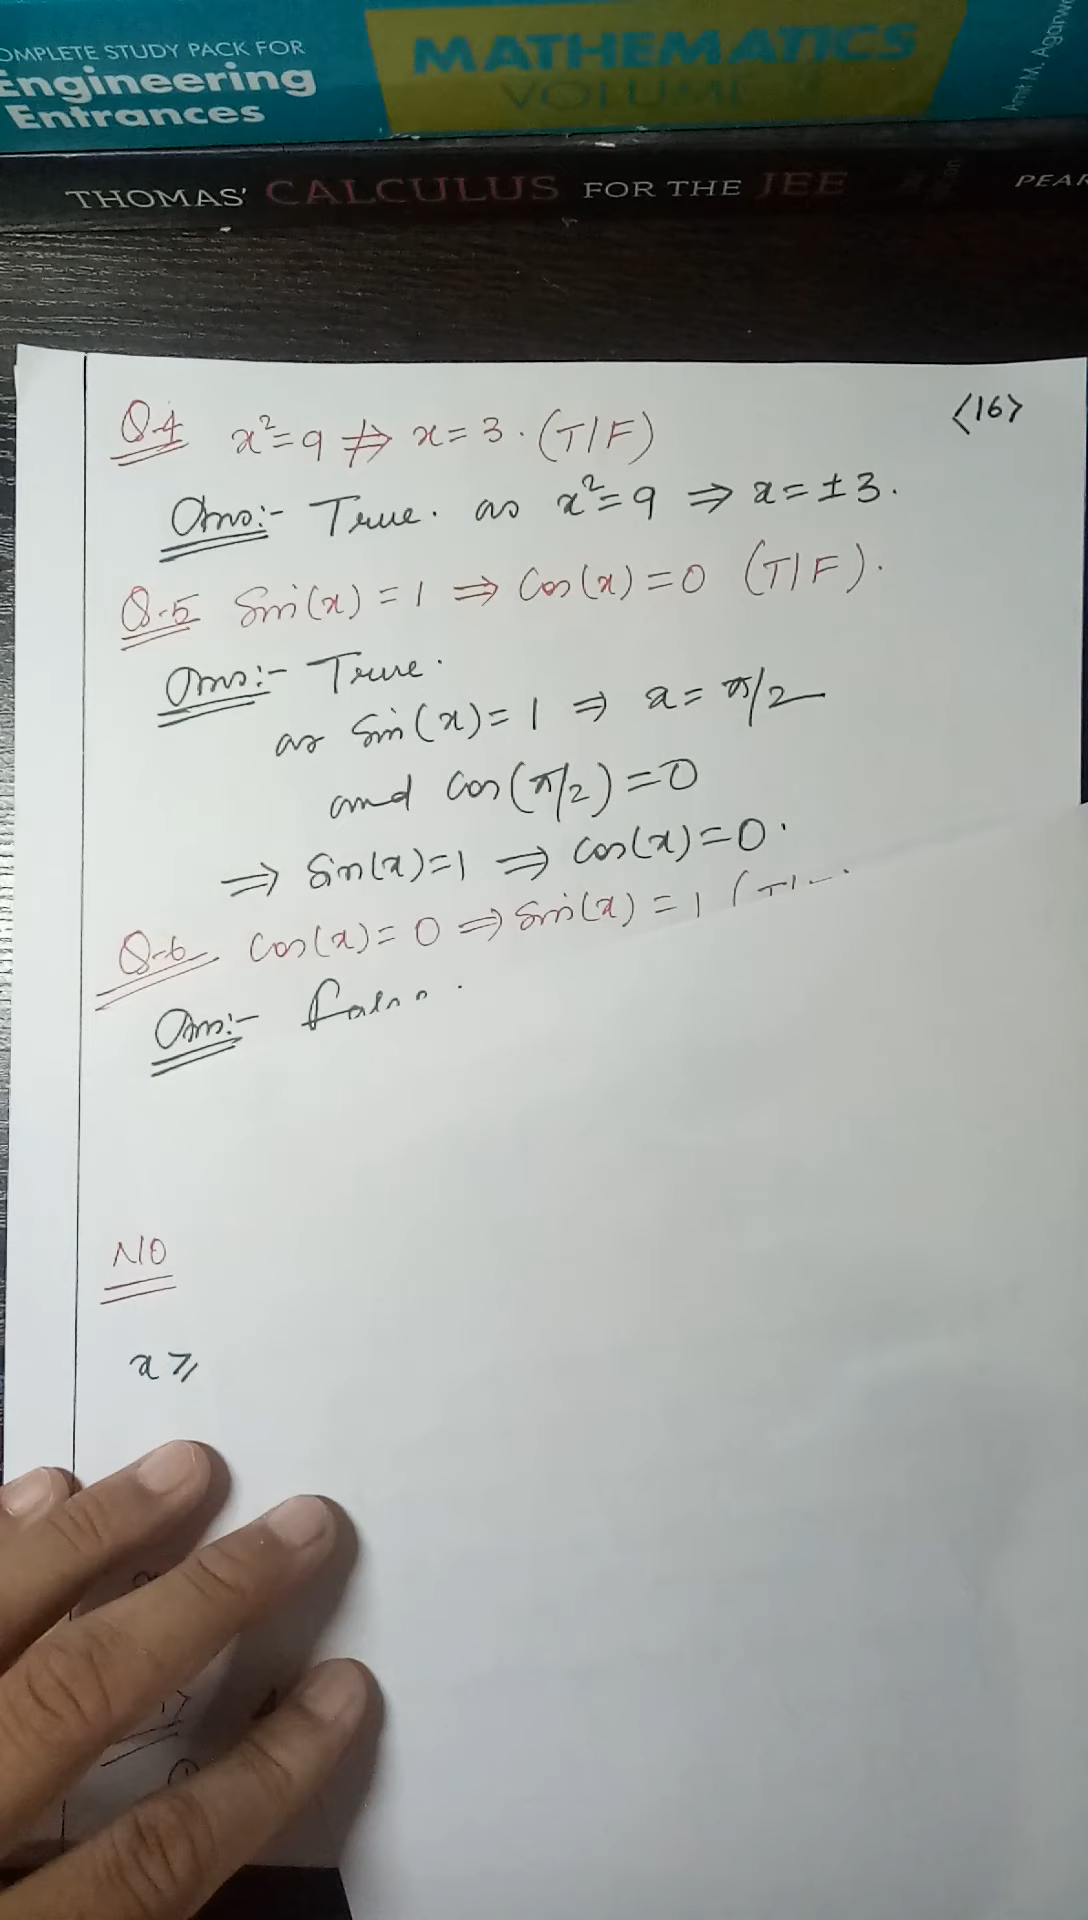 OMPLETE STUDY PACK FOR
Engineering
Entrances
MATHEMATICS
VOLUME
Amit M. Agarw
THOMAS' CALCULUS FOR THE JEE
PEAR
<16>
Q.4 x²=9 ⇏ x=3. (T/F)
Ans:- True. as x²=9 ⇒ x=±3.
Q.5 Sin(x)=1 ⇒ Cos(x)=0 (T/F).
Ans:- True.
as Sin(x)=1 ⇒ x=π/2
and Cos(π/2)=0
⇒ Sin(x)=1 ⇒ Cos(x)=0.
Q.6 Cos(x)=0 ⇒ Sin(x)=1
Ans:-
NO
x ⩾